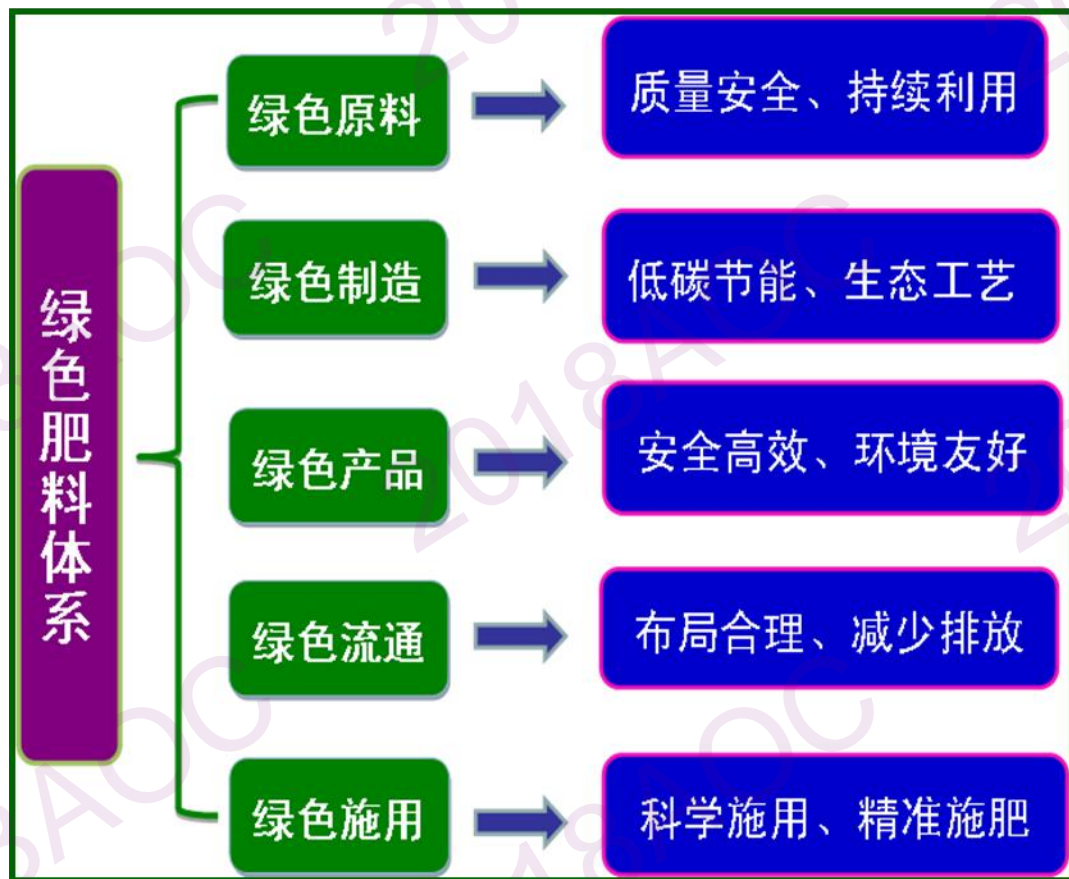 绿色肥料体系
绿色原料
质量安全、持续利用
绿色制造
低碳节能、生态工艺
绿色产品
安全高效、环境友好
绿色流通
布局合理、减少排放
绿色施用
科学施用、精准施肥
2018AOC